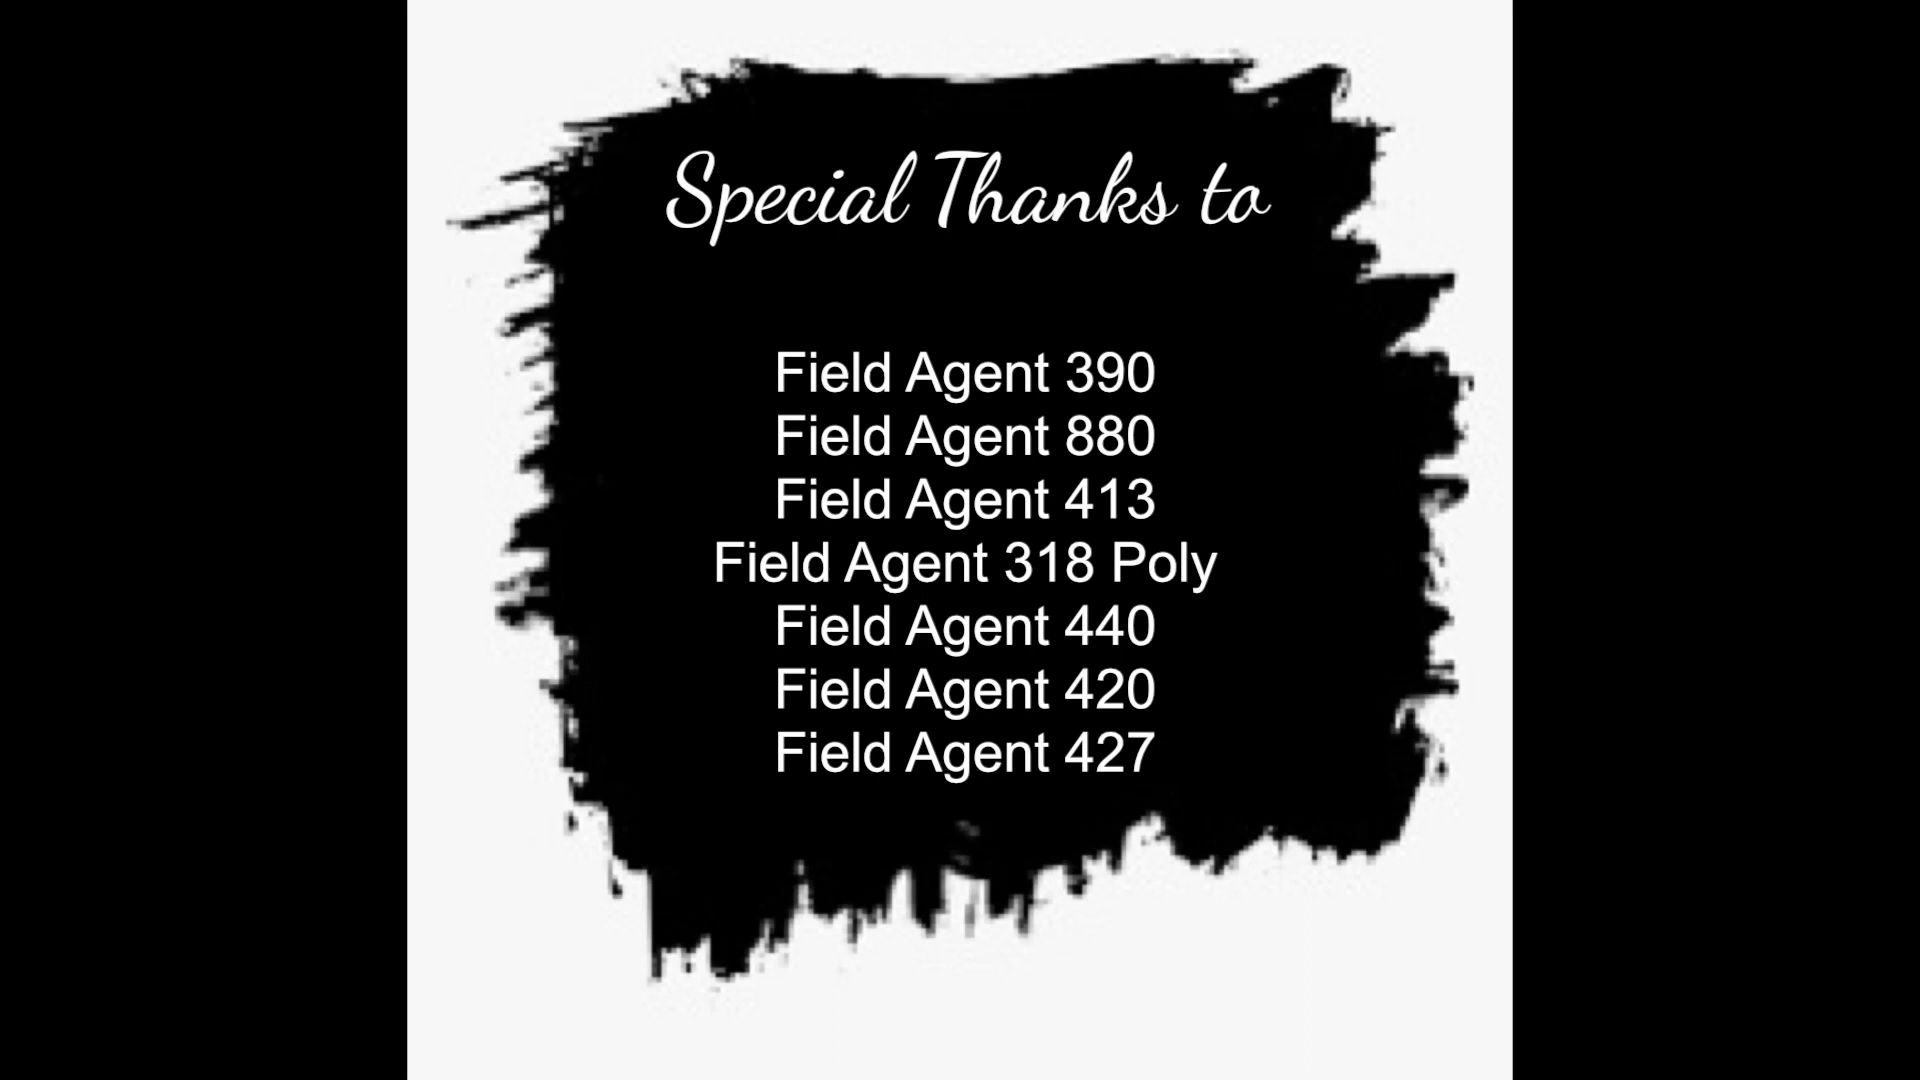 Special Thanks to
Field Agent 390
Field Agent 880
Field Agent 413
Field Agent 318 Poly
Field Agent 440
Field Agent 420
Field Agent 427